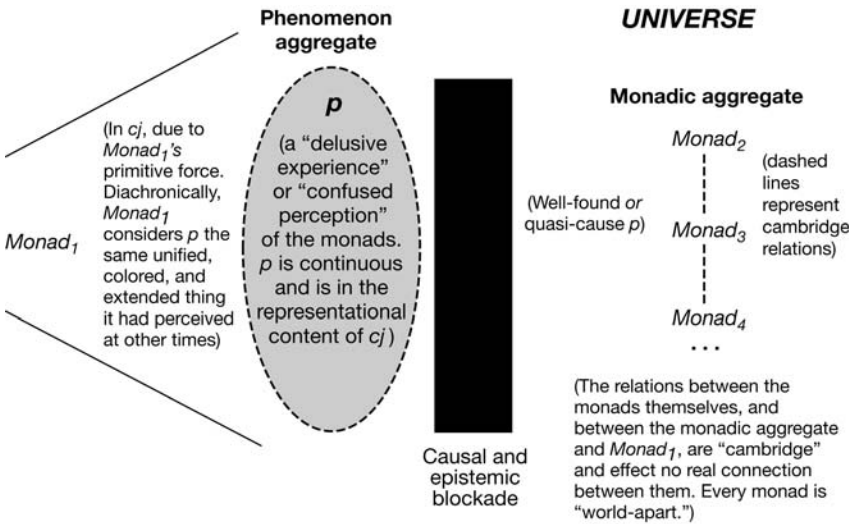 Phenomenon
aggregate
UNIVERSE
Monadic aggregate
Monad1
(In cj, due to
Monad1's
primitive force.
Diachronically,
Monad1
considers p the
same unified,
colored, and
extended thing
it had perceived
at other times)
p
(a “delusive
experience”
or “confused
perception”
of the monads.
p is continuous
and is in the
representational
content of cj)
Causal and
epistemic
blockade
(Well-found or
quasi-cause p)
Monad2
Monad3
Monad4
...
(dashed
lines
represent
cambridge
relations)
(The relations between the
monads themselves, and
between the monadic aggregate
and Monad1, are “cambridge”
and effect no real connection
between them. Every monad is
“world-apart.”)